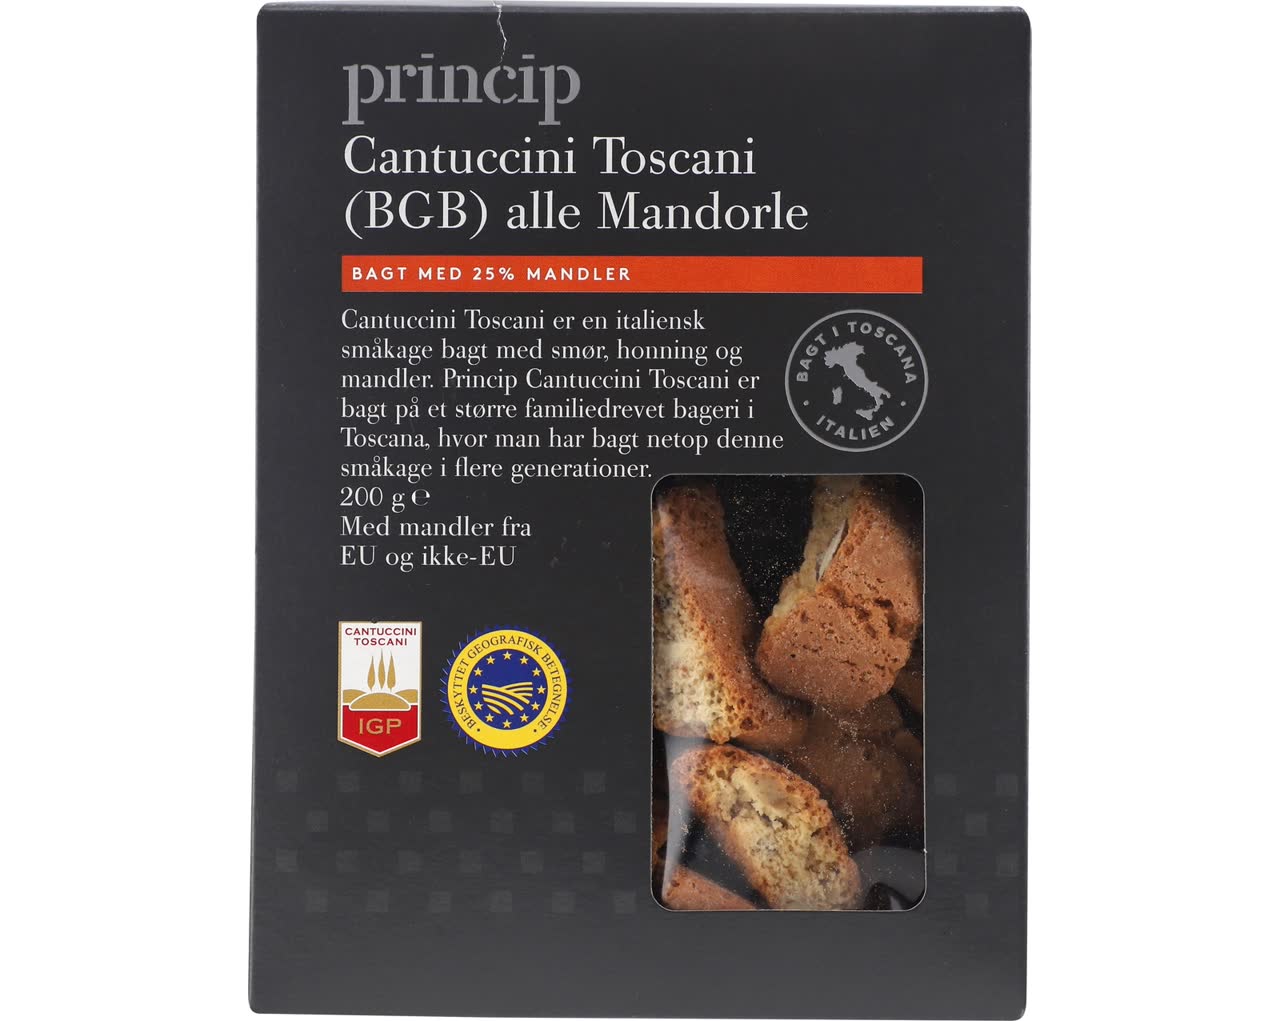 princip
Cantuccini Toscani
(BGB) alle Mandorle
BAGT MED 25% MANDLER
Cantuccini Toscani er en italiensk
småkage bagt med smør, honning og
mandler. Princip Cantuccini Toscani er
bagt på et større familiedrevet bageri i
Toscana, hvor man har bagt netop denne
småkage i flere generationer.
200 g ℮
Med mandler fra
EU og ikke-EU
BAGT I TOSCANA
· ITALIEN ·
CANTUCCINI
TOSCANI
IGP
BESKYTTET GEOGRAFISK BETEGNELSE